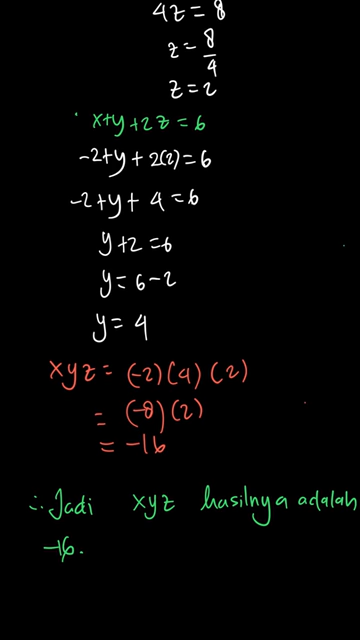 4z = 8
z = 8/4
z = 2
x+y+2z = 6
-2+y+2(2) = 6
-2+y+4 = 6
y+2 = 6
y = 6-2
y = 4
xyz = (-2)(4)(2)
= (-8)(2)
= -16
∴ Jadi xyz hasilnya adalah
-16.